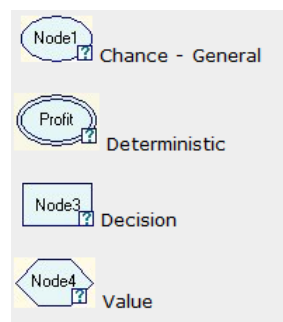 Node1
?
Chance - General
Profit
?
Deterministic
Node3
?
Decision
Node4
?
Value